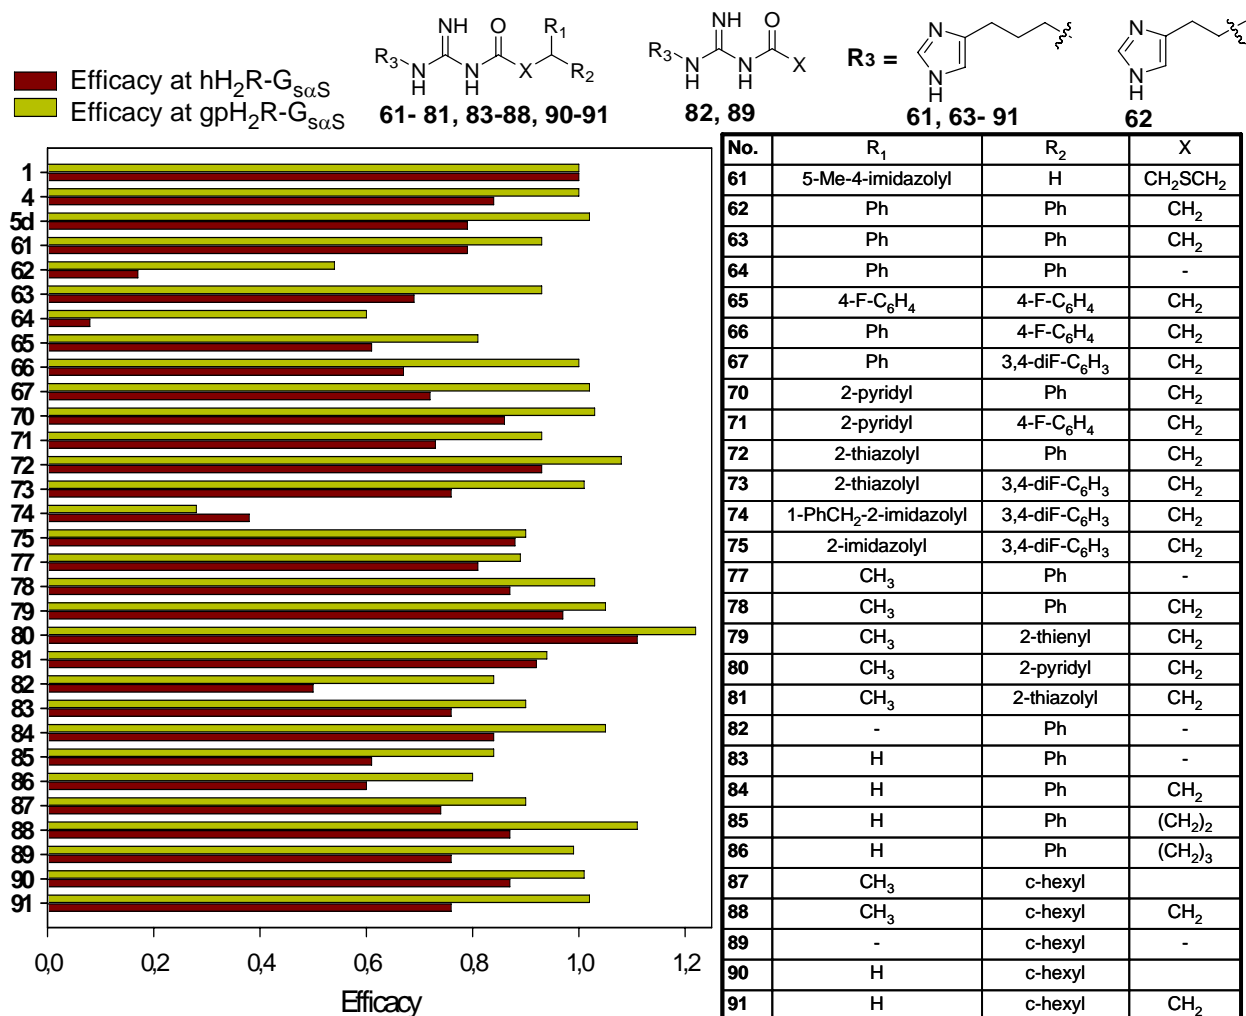 NH
O
R1
R3
N
H
N
H
X
R2
61- 81, 83-88, 90-91
NH
O
R3
N
H
N
H
X
82, 89
R3 =
N
N
H
61, 63- 91
N
N
H
62
Efficacy at hH2R-GsαS
Efficacy at gpH2R-GsαS
1
4
5d
61
62
63
64
65
66
67
70
71
72
73
74
75
77
78
79
80
81
82
83
84
85
86
87
88
89
90
91
0,0 0,2 0,4 0,6 0,8 1,0 1,2
Efficacy
No. R1 R2 X
61 5-Me-4-imidazolyl H CH2SCH2
62 Ph Ph CH2
63 Ph Ph CH2
64 Ph Ph -
65 4-F-C6H4 4-F-C6H4 CH2
66 Ph 4-F-C6H4 CH2
67 Ph 3,4-diF-C6H3 CH2
70 2-pyridyl Ph CH2
71 2-pyridyl 4-F-C6H4 CH2
72 2-thiazolyl Ph CH2
73 2-thiazolyl 3,4-diF-C6H3 CH2
74 1-PhCH2-2-imidazolyl 3,4-diF-C6H3 CH2
75 2-imidazolyl 3,4-diF-C6H3 CH2
77 CH3 Ph -
78 CH3 Ph CH2
79 CH3 2-thienyl CH2
80 CH3 2-pyridyl CH2
81 CH3 2-thiazolyl CH2
82 - Ph -
83 H Ph -
84 H Ph CH2
85 H Ph (CH2)2
86 H Ph (CH2)3
87 CH3 c-hexyl
88 CH3 c-hexyl CH2
89 - c-hexyl -
90 H c-hexyl
91 H c-hexyl CH2